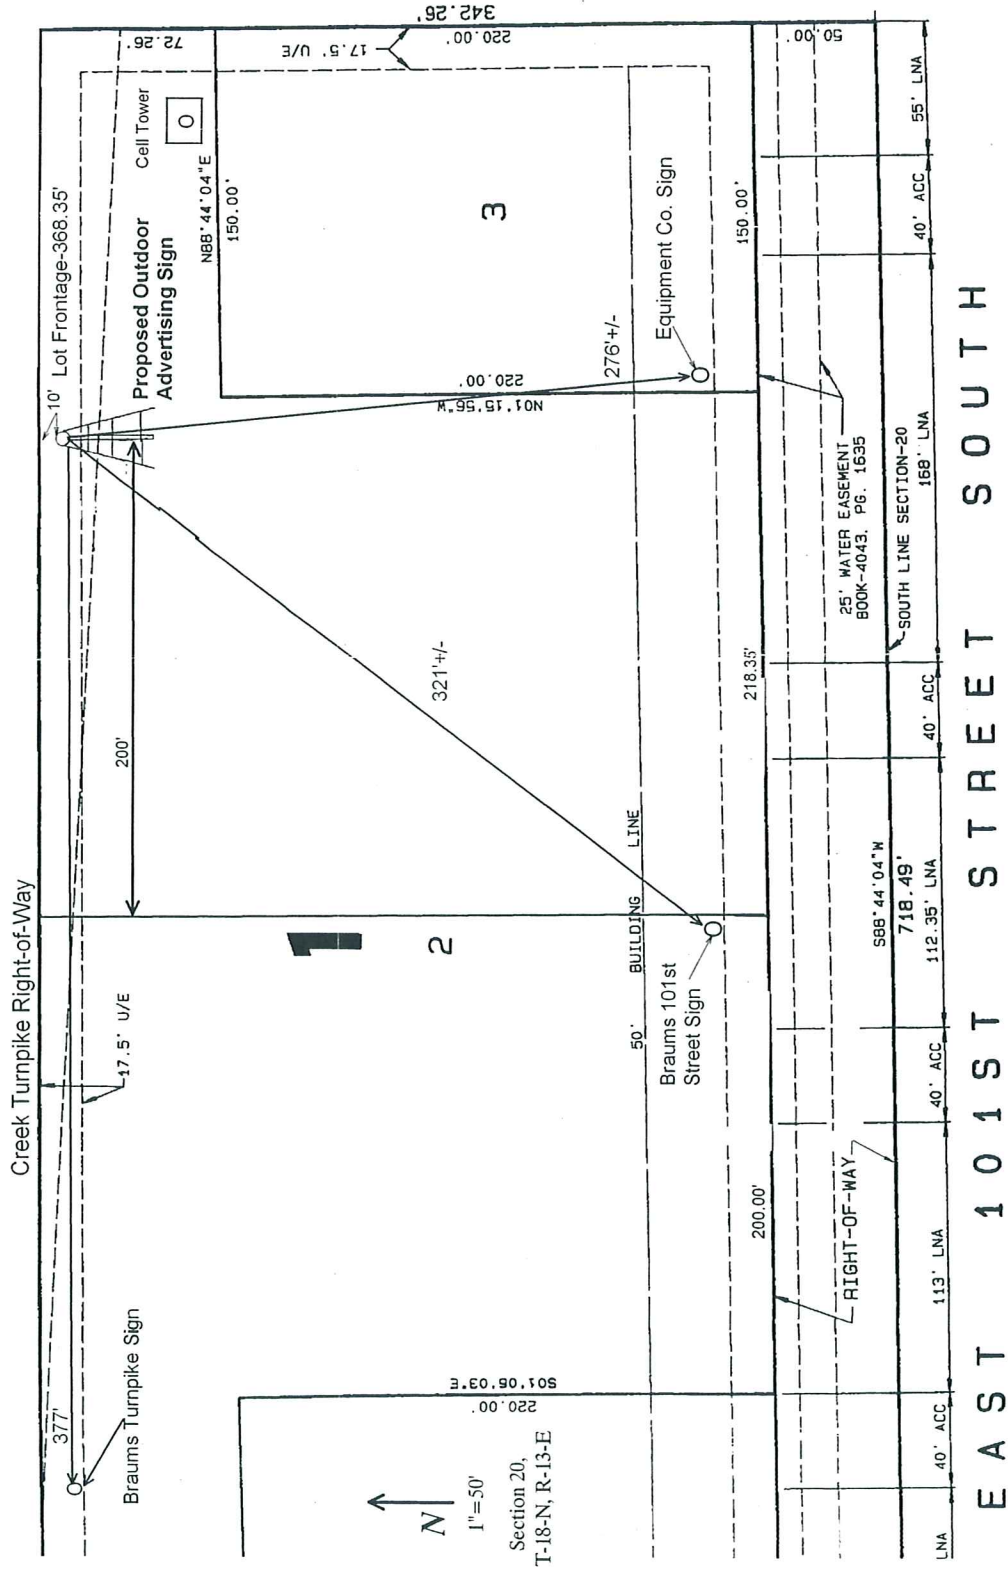 Creek Turnpike Right-of-Way
377'
Braums Turnpike Sign
17.5' U/E
200'
10'
Lot Frontage-368.35'
Proposed Outdoor
Advertising Sign
Cell Tower
O
72.26'
342.26'
N88°44'04"E
150.00'
17.5' U/E
220.00'
1
2
3
321'+/-
276'+/-
N01°15'56"W
220.00'
Equipment Co. Sign
50' BUILDING LINE
Braums 101st
Street Sign
S01°05'03"E
220.00'
N
1"=50'
Section 20,
T-18-N, R-13-E
200.00'
218.35'
150.00'
50.00'
RIGHT-OF-WAY
25' WATER EASEMENT
BOOK-4043, PG. 1635
SOUTH LINE SECTION-20
S88°44'04"W
718.49'
LNA
40' ACC
113' LNA
40' ACC
112.35' LNA
40' ACC
168' LNA
40' ACC
55' LNA
EAST 101ST STREET SOUTH